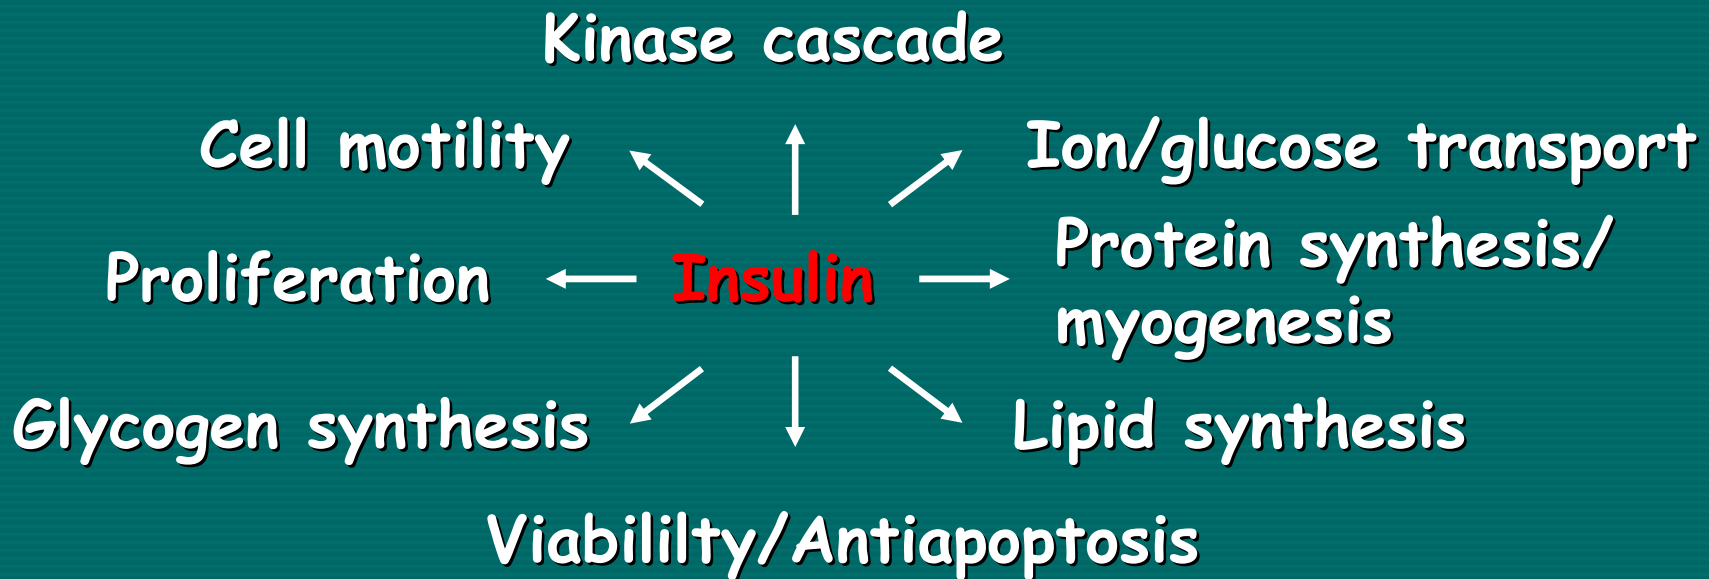 Kinase cascade
Cell motility
Ion/glucose transport
Proliferation
Insulin
Protein synthesis/
myogenesis
Glycogen synthesis
Lipid synthesis
Viabililty/Antiapoptosis